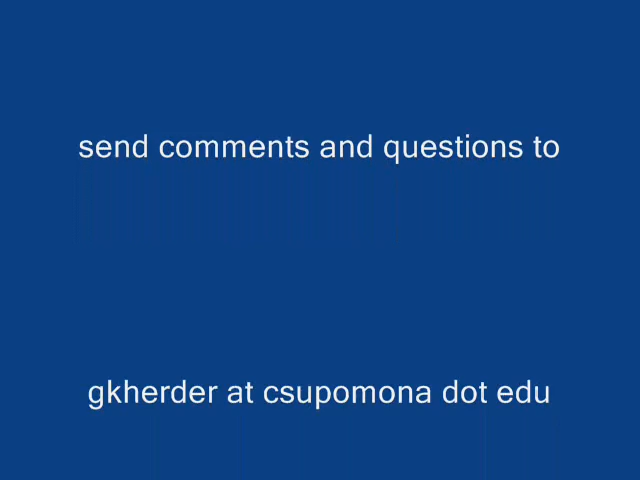 send comments and questions to
gkherder at csupomona dot edu